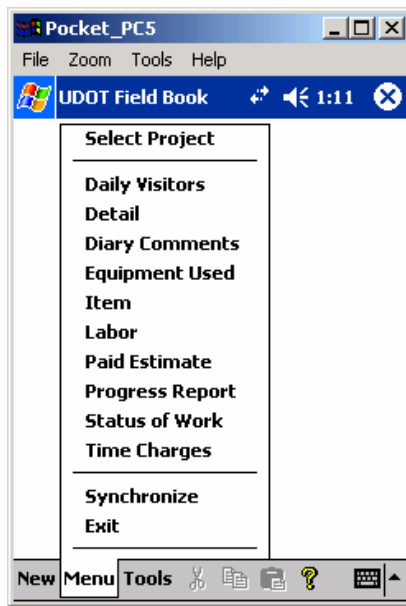 Pocket_PC5
File Zoom Tools Help
UDOT Field Book 1:11
Select Project
Daily Visitors
Detail
Diary Comments
Equipment Used
Item
Labor
Paid Estimate
Progress Report
Status of Work
Time Charges
Synchronize
Exit
New Menu Tools